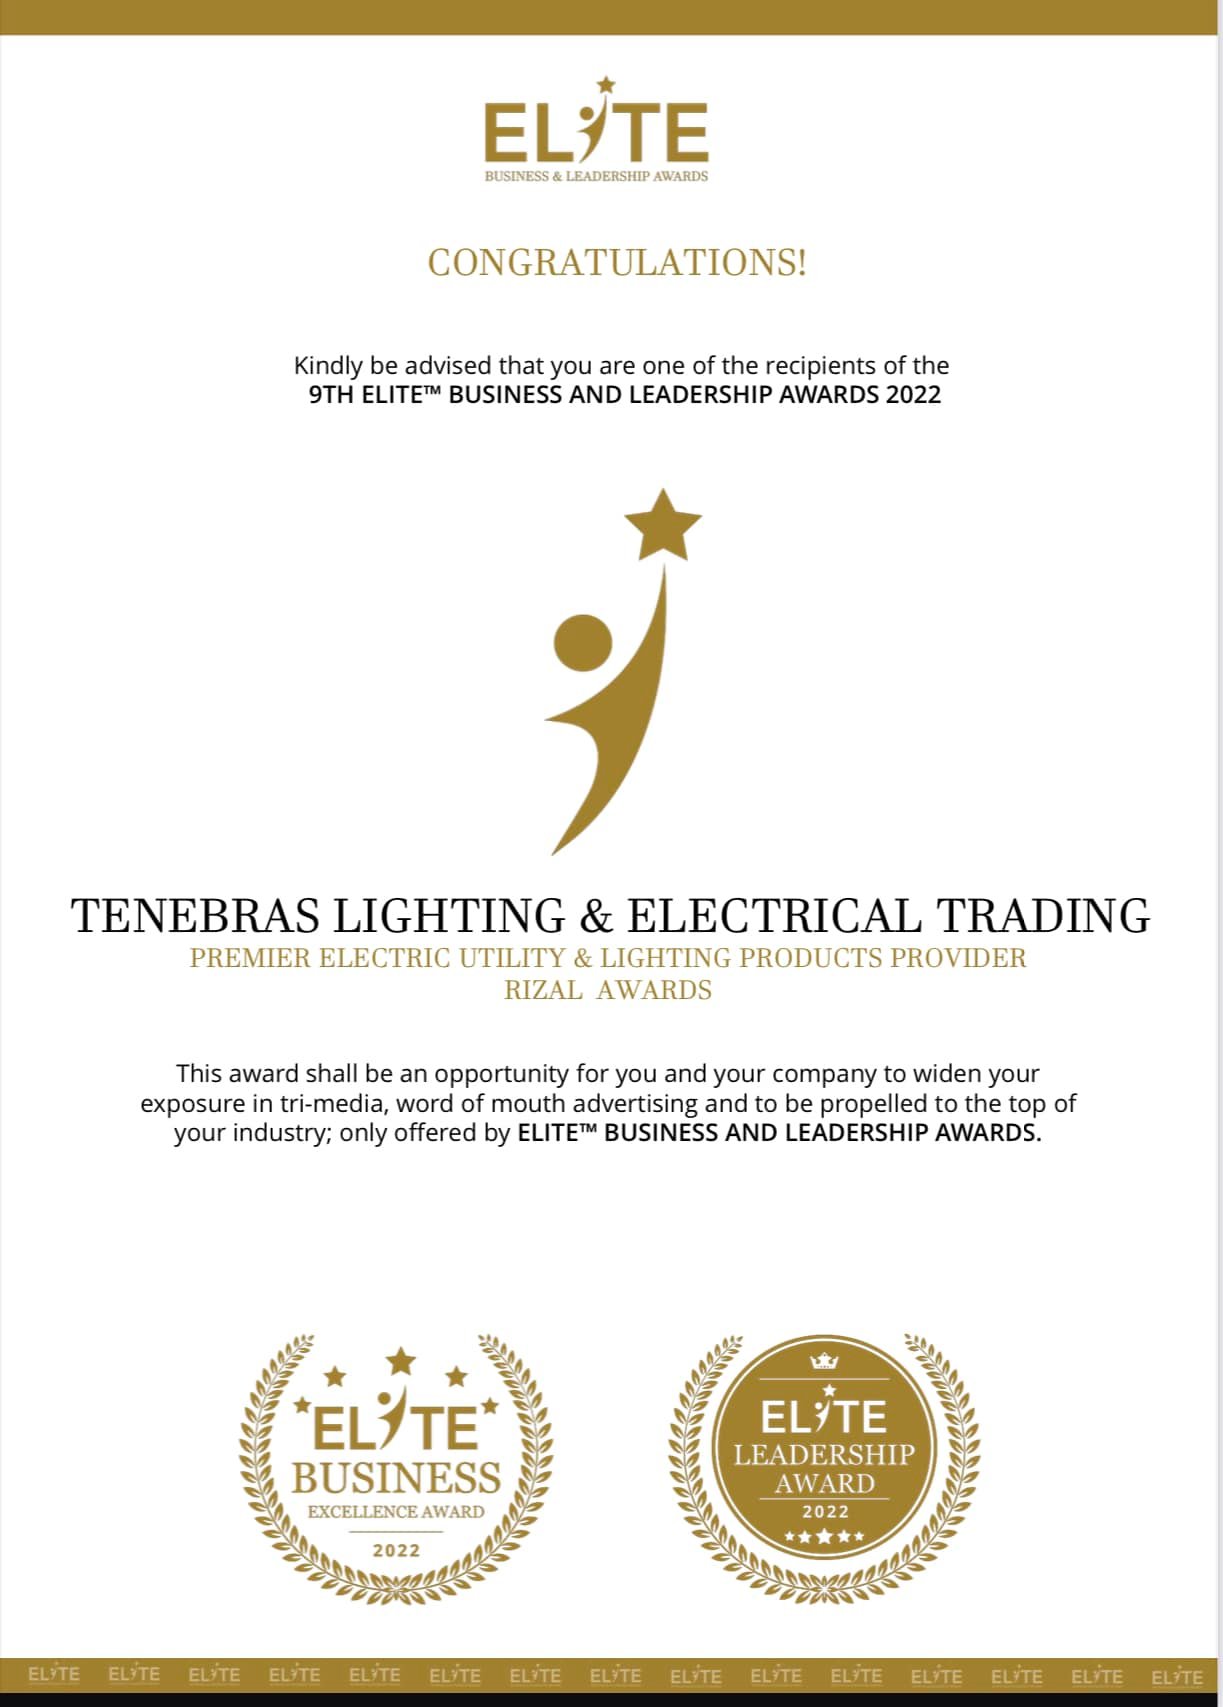 ELITE
BUSINESS & LEADERSHIP AWARDS
CONGRATULATIONS!
Kindly be advised that you are one of the recipients of the
9TH ELITE™ BUSINESS AND LEADERSHIP AWARDS 2022
TENEBRAS LIGHTING & ELECTRICAL TRADING
PREMIER ELECTRIC UTILITY & LIGHTING PRODUCTS PROVIDER
RIZAL AWARDS
This award shall be an opportunity for you and your company to widen your
exposure in tri-media, word of mouth advertising and to be propelled to the top of
your industry; only offered by ELITE™ BUSINESS AND LEADERSHIP AWARDS.
ELITE
BUSINESS
EXCELLENCE AWARD
2022
ELITE
LEADERSHIP
AWARD
2022
ELITE ELITE ELITE ELITE ELITE ELITE ELITE ELITE ELITE ELITE ELITE ELITE ELITE ELITE ELITE